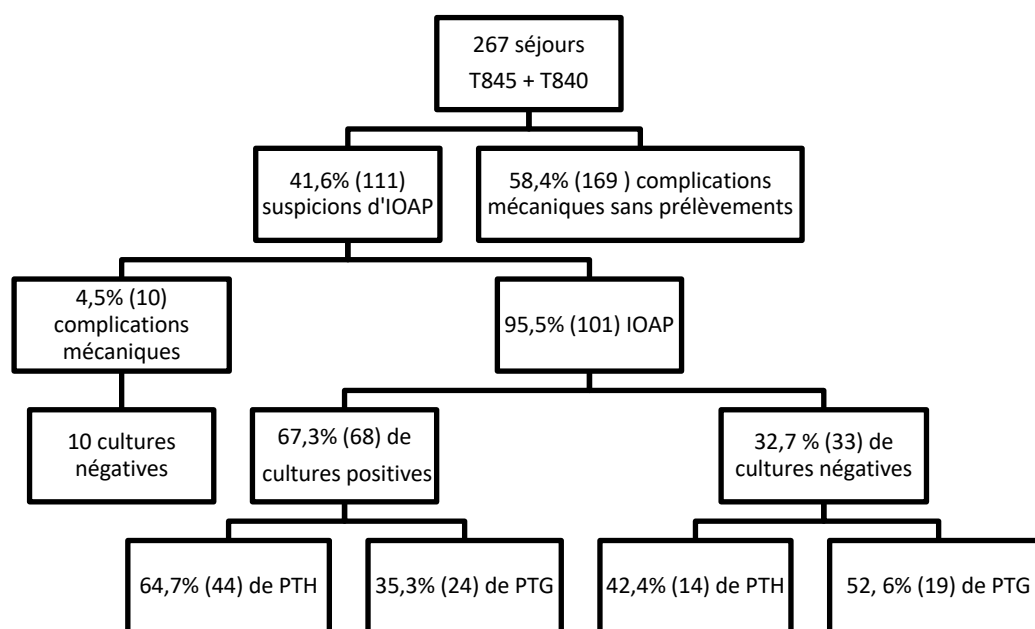 267 séjours
T845 + T840
41,6% (111)
suspicions d'IOAP
58,4% (169 ) complications
mécaniques sans prélèvements
4,5% (10)
complications
mécaniques
95,5% (101) IOAP
10 cultures
négatives
67,3% (68) de
cultures positives
32,7 % (33) de
cultures négatives
64,7% (44) de PTH
35,3% (24) de PTG
42,4% (14) de PTH
52, 6% (19) de PTG